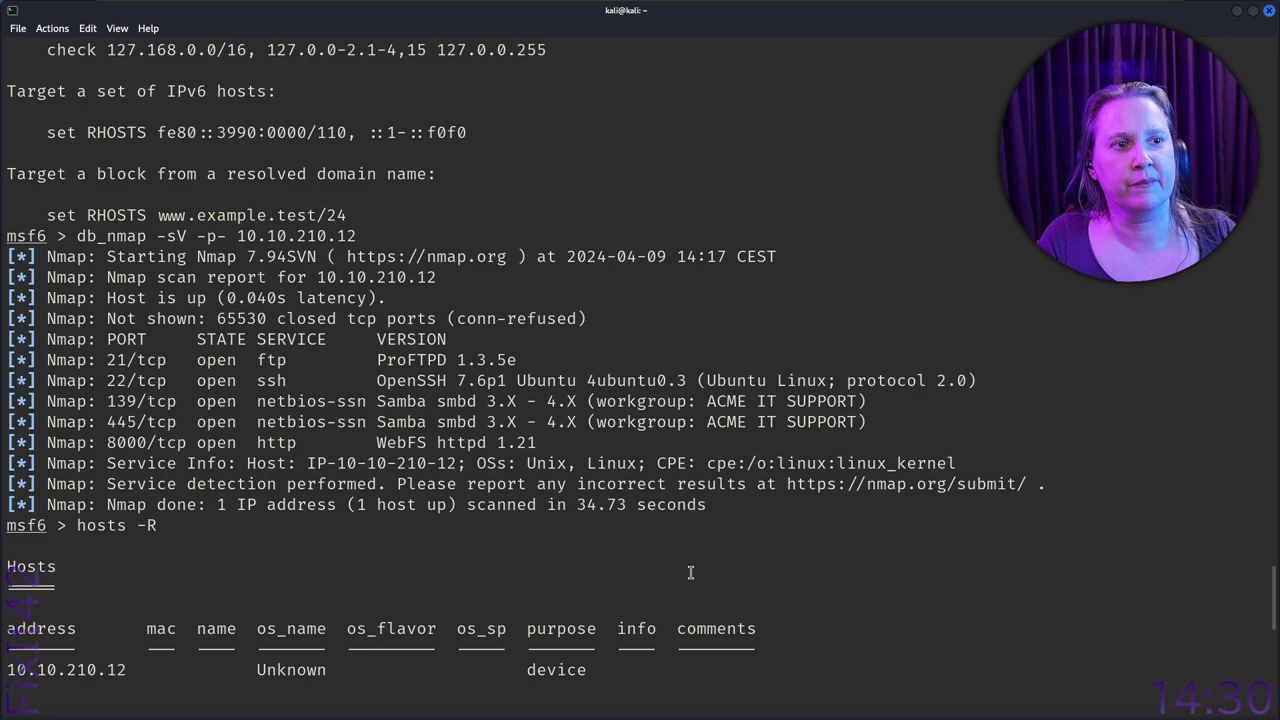 kali@kali: ~
File Actions Edit View Help
check 127.168.0.0/16, 127.0.0-2.1-4,15 127.0.0.255
Target a set of IPv6 hosts:
set RHOSTS fe80::3990:0000/110, ::1-::f0f0
Target a block from a resolved domain name:
set RHOSTS www.example.test/24
msf6 > db_nmap -sV -p- 10.10.210.12
[*] Nmap: Starting Nmap 7.94SVN ( https://nmap.org ) at 2024-04-09 14:17 CEST
[*] Nmap: Nmap scan report for 10.10.210.12
[*] Nmap: Host is up (0.040s latency).
[*] Nmap: Not shown: 65530 closed tcp ports (conn-refused)
[*] Nmap: PORT STATE SERVICE VERSION
[*] Nmap: 21/tcp open ftp ProFTPD 1.3.5e
[*] Nmap: 22/tcp open ssh OpenSSH 7.6p1 Ubuntu 4ubuntu0.3 (Ubuntu Linux; protocol 2.0)
[*] Nmap: 139/tcp open netbios-ssn Samba smbd 3.X - 4.X (workgroup: ACME IT SUPPORT)
[*] Nmap: 445/tcp open netbios-ssn Samba smbd 3.X - 4.X (workgroup: ACME IT SUPPORT)
[*] Nmap: 8000/tcp open http WebFS httpd 1.21
[*] Nmap: Service Info: Host: IP-10-10-210-12; OSs: Unix, Linux; CPE: cpe:/o:linux:linux_kernel
[*] Nmap: Service detection performed. Please report any incorrect results at https://nmap.org/submit/ .
[*] Nmap: Nmap done: 1 IP address (1 host up) scanned in 34.73 seconds
msf6 > hosts -R
Hosts
=====
address mac name os_name os_flavor os_sp purpose info comments
10.10.210.12 Unknown device
14:30